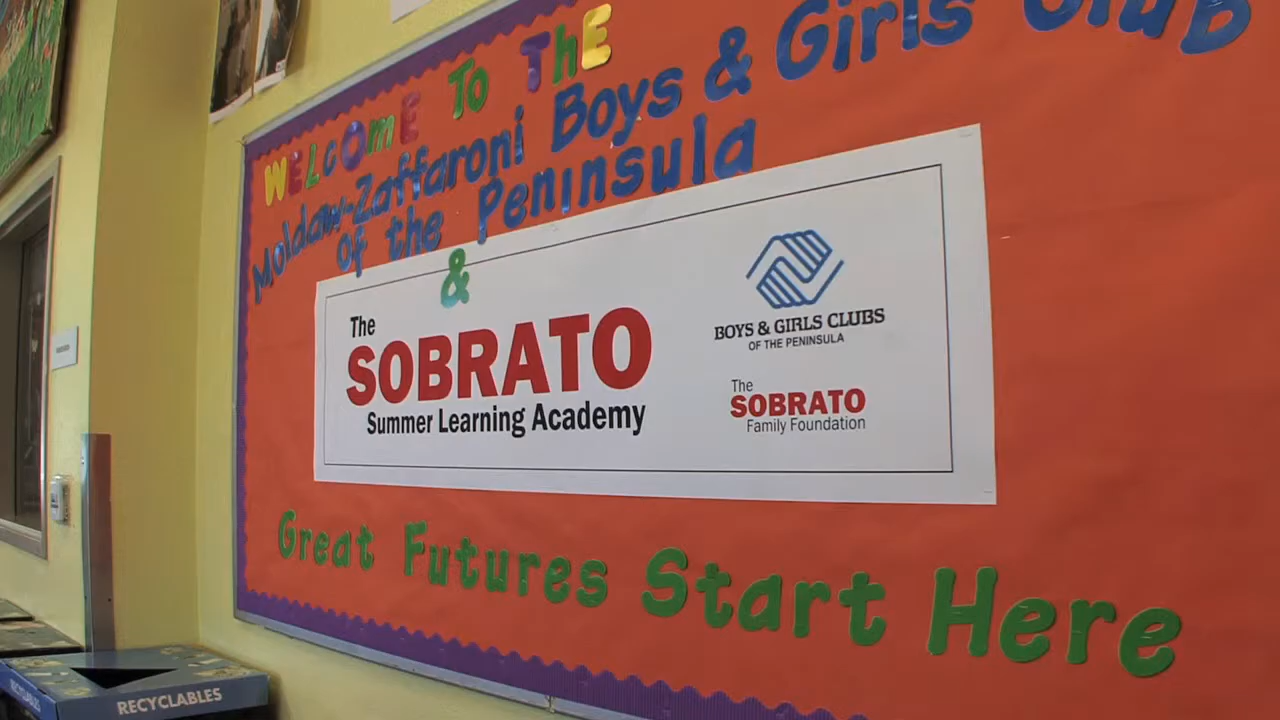 WELCOmE To ThE
Moldaw-Zaffaroni Boys & Girls Club
of the Peninsula
&
The
SOBRATO
Summer Learning Academy
BOYS & GIRLS CLUBS
OF THE PENINSULA
The
SOBRATO
Family Foundation
Great Futures Start Here
RECYCLABLES